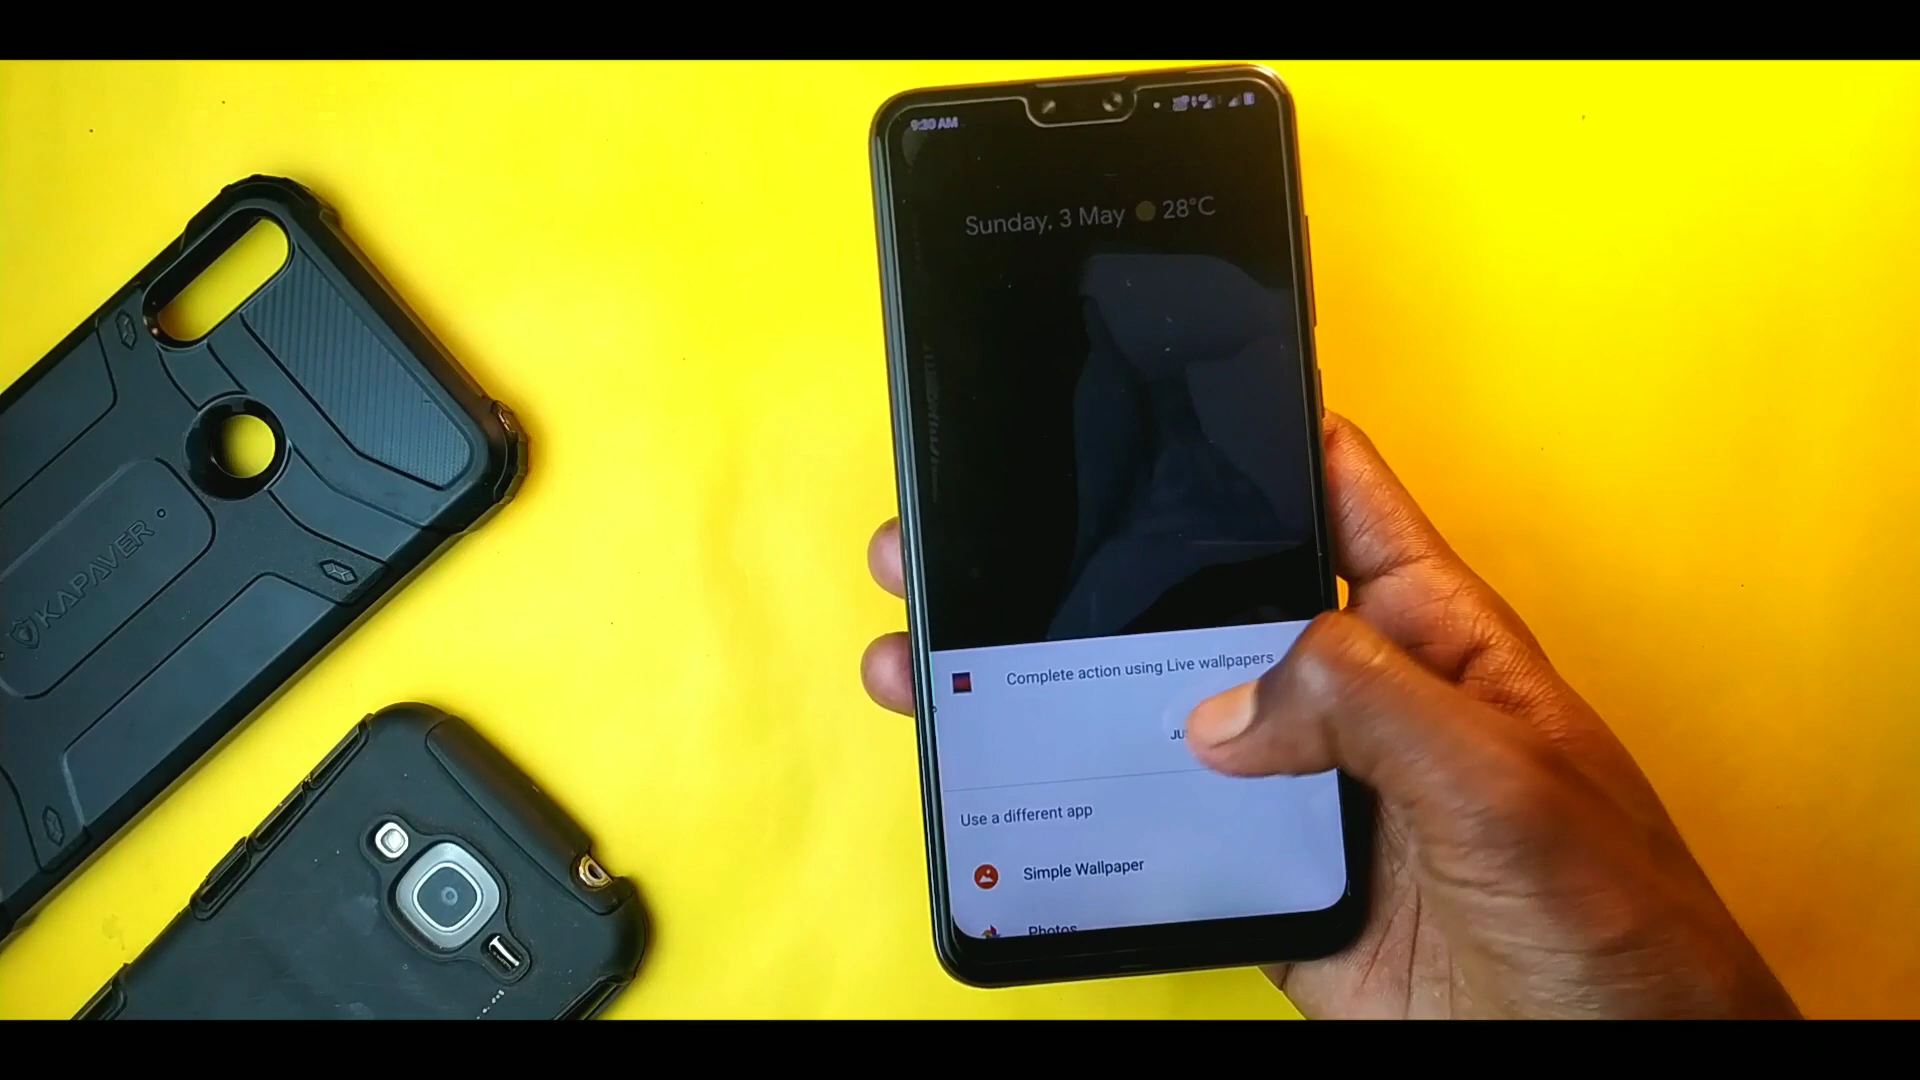 9:30 AM
Sunday, 3 May 28°C
Complete action using Live wallpapers
JU
Use a different app
Simple Wallpaper
Photos
KAPAVER